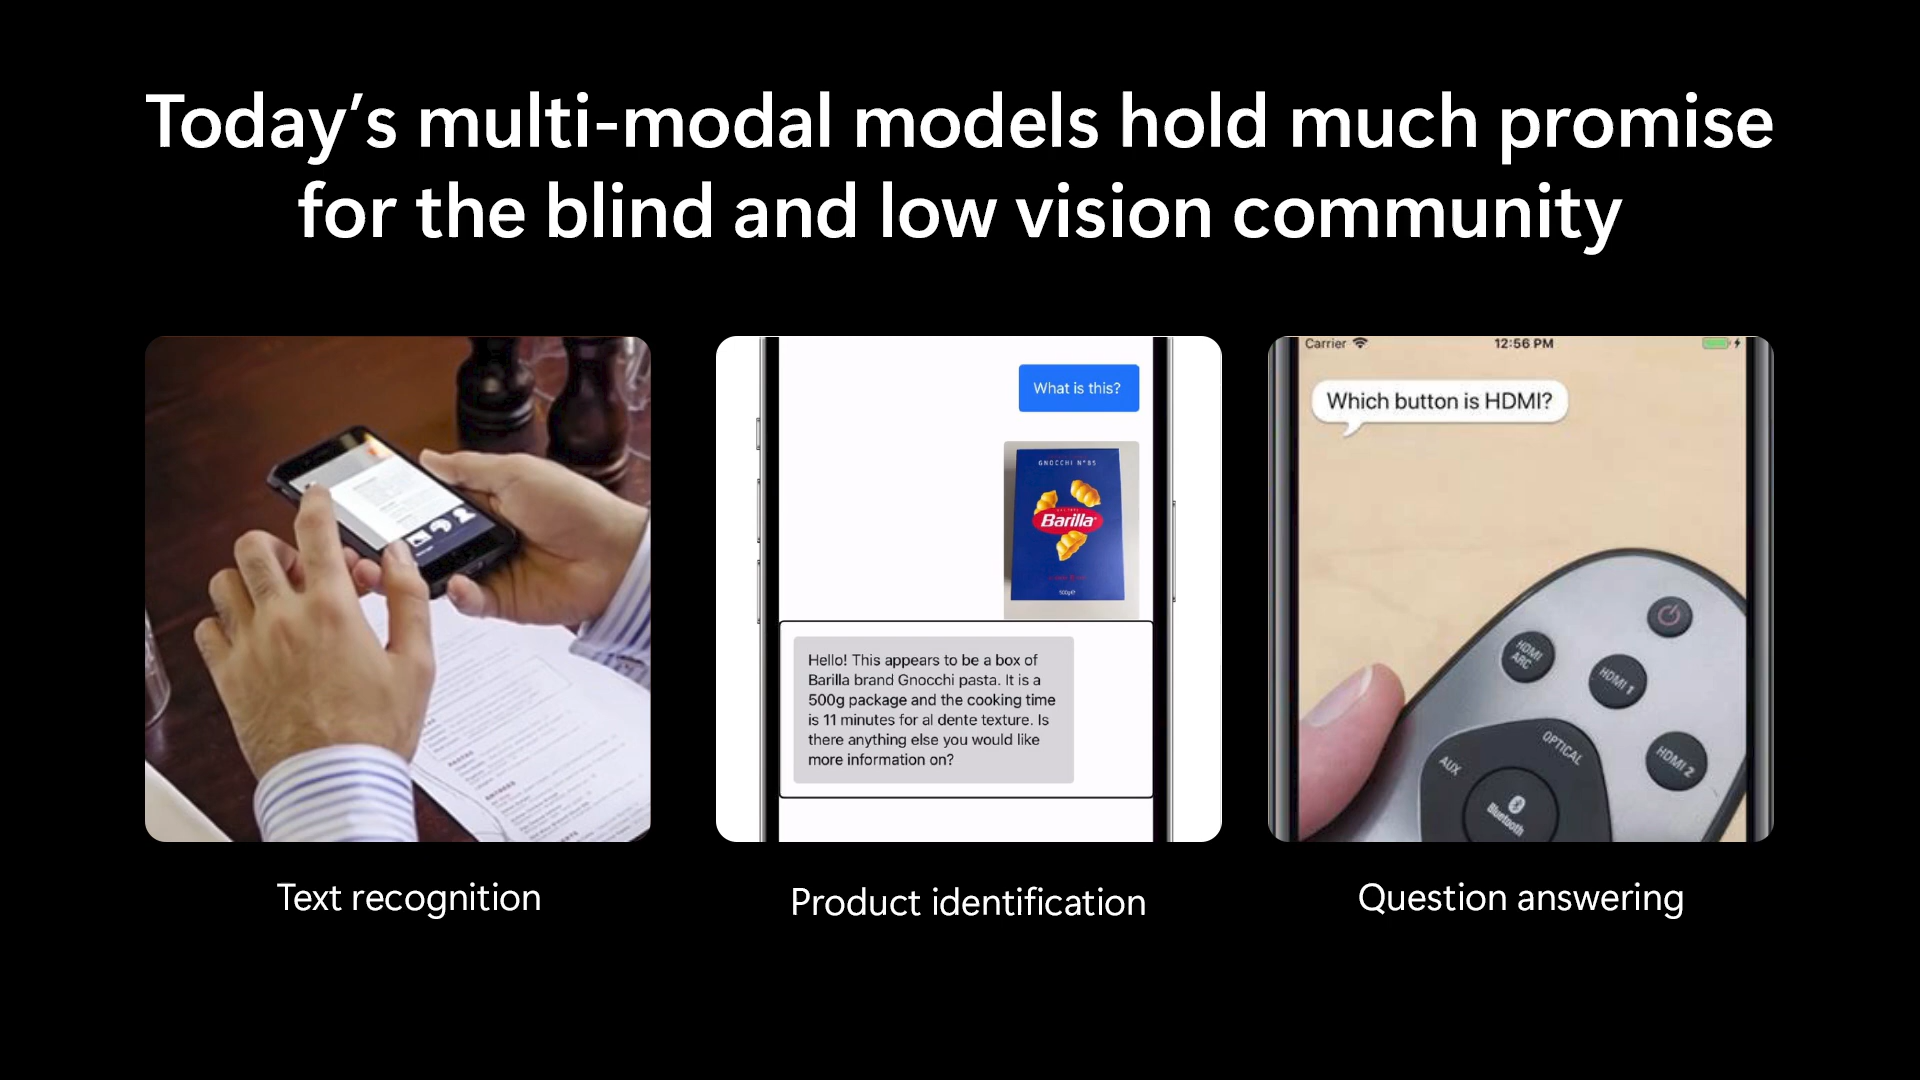 Today’s multi-modal models hold much promise
for the blind and low vision community
What is this?
GNOCCHI N°85
Barilla
Hello! This appears to be a box of
Barilla brand Gnocchi pasta. It is a
500g package and the cooking time
is 11 minutes for al dente texture. Is
there anything else you would like
more information on?
Carrier
12:56 PM
Which button is HDMI?
HDMI
ARC
HDMI 1
HDMI 2
OPTICAL
AUX
Bluetooth
Text recognition
Product identification
Question answering